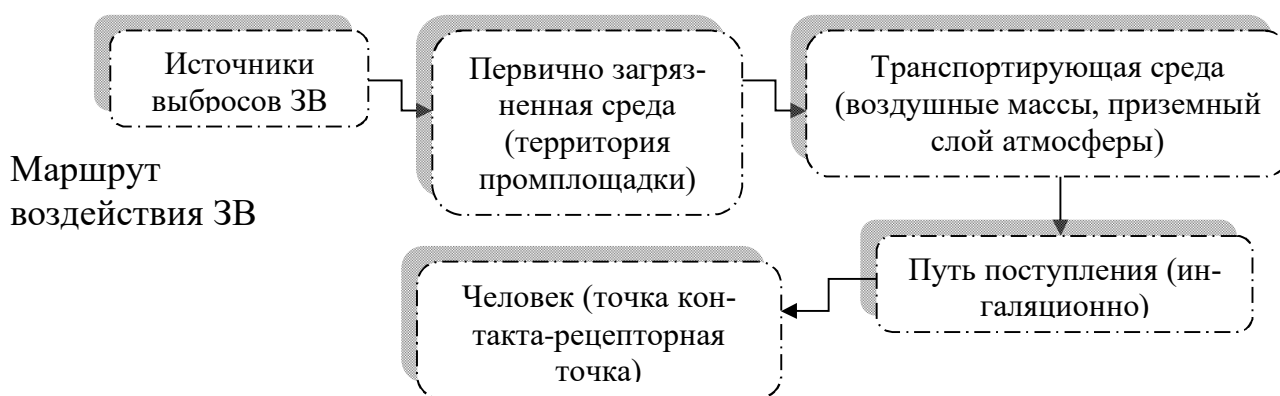 Источники
выбросов ЗВ
Первично загряз-
ненная среда
(территория
промплощадки)
Транспортирующая среда
(воздушные массы, приземный
слой атмосферы)
Маршрут
воздействия ЗВ
Путь поступления (ин-
галяционно)
Человек (точка кон-
такта-рецепторная
точка)